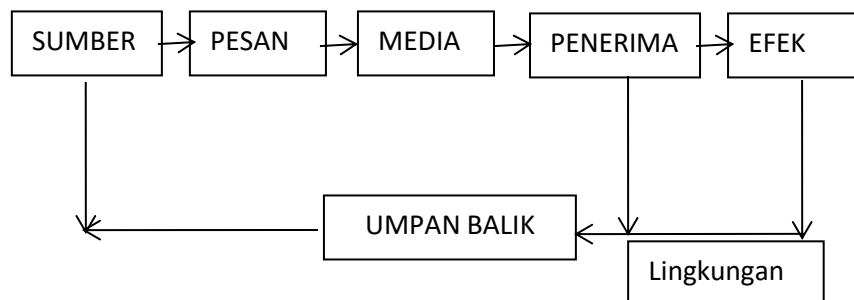 SUMBER
PESAN
MEDIA
PENERIMA
EFEK
UMPAN BALIK
Lingkungan